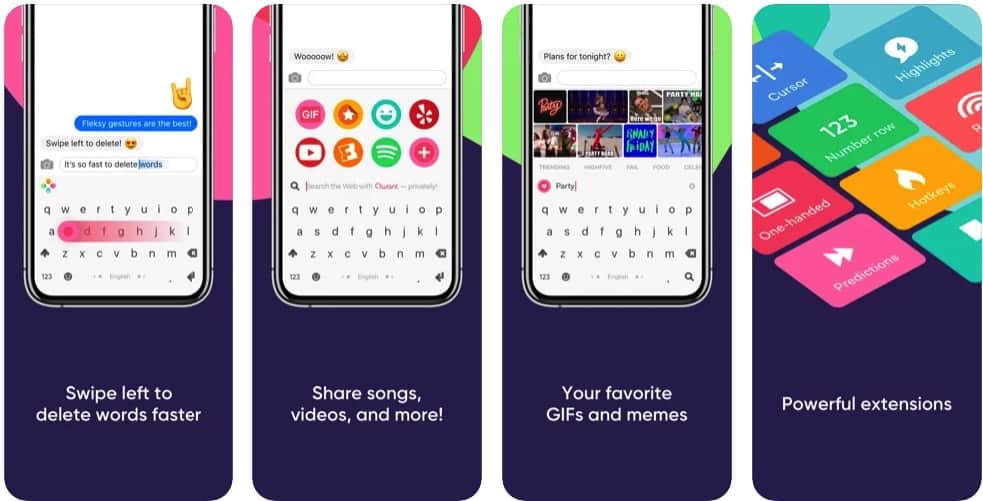 Fleksy gestures are the best!
Swipe left to delete! 😍
It's so fast to delete words
q w e r t y u i o p
a d f g h j k l
z x c v b n m
123 English .
Swipe left to
delete words faster
Wooooow! 🤩
GIF
Search the Web with Qwant — privately!
q w e r t y u i o p
a s d f g h j k l
z x c v b n m
123 English .
Share songs,
videos, and more!
Plans for tonight? 😀
Party
Here we go
FINALLY
FRIDAY
TRENDING HIGHFIVE FAIL FOOD
Party
q w e r t y u i o p
a s d f g h j k l
z x c v b n m
123 English .
Your favorite
GIFs and memes
Cursor
Highlights
123
Number row
One-handed
Hotkeys
Predictions
Powerful extensions